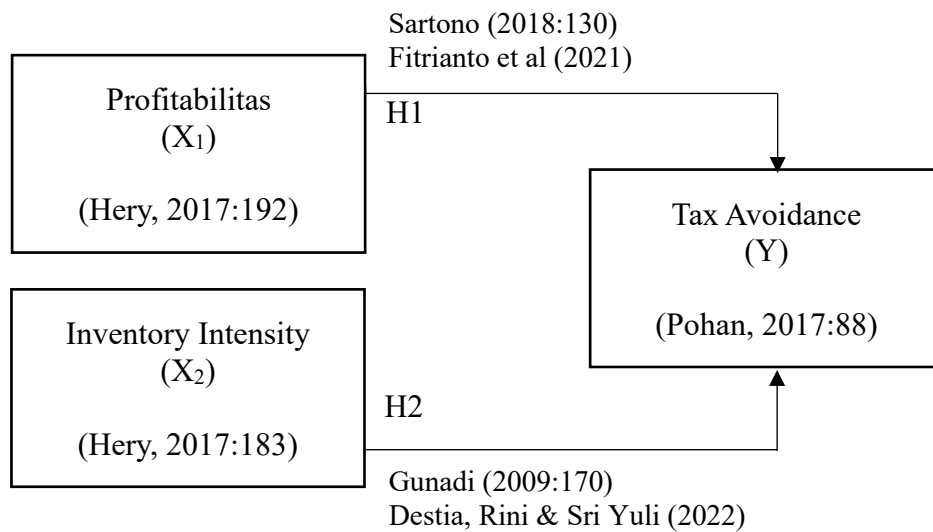 Sartono (2018:130)
Fitrianto et al (2021)
Profitabilitas
(X₁)
(Hery, 2017:192)
H1
Tax Avoidance
(Y)
(Pohan, 2017:88)
Inventory Intensity
(X₂)
(Hery, 2017:183)
H2
Gunadi (2009:170)
Destia, Rini & Sri Yuli (2022)